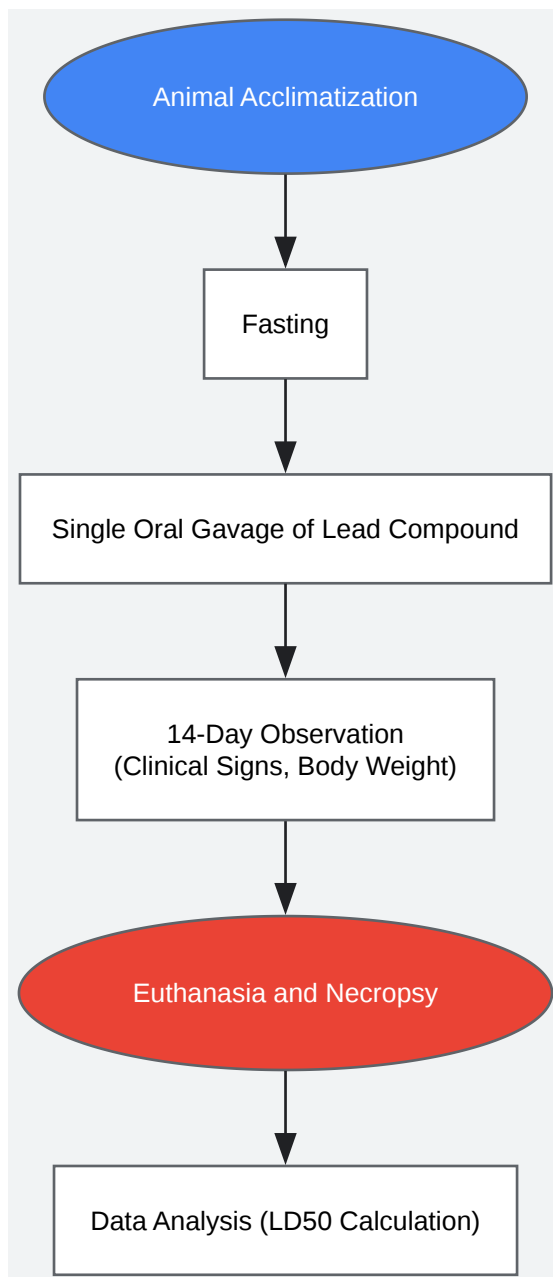 Animal Acclimatization
Fasting
Single Oral Gavage of Lead Compound
14-Day Observation
(Clinical Signs, Body Weight)
Euthanasia and Necropsy
Data Analysis (LD50 Calculation)